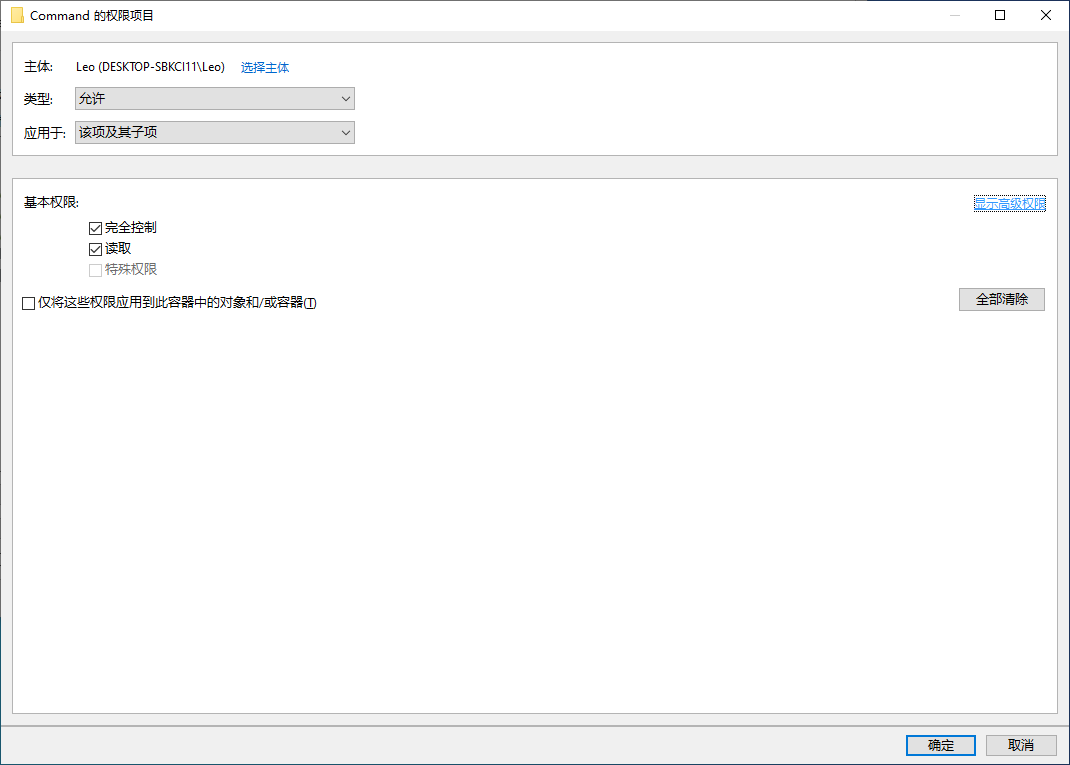 Command 的权限项目
主体: Leo (DESKTOP-SBKCI11\Leo) 选择主体
类型: 允许
应用于: 该项及其子项
基本权限: 显示高级权限
完全控制
读取
特殊权限
仅将这些权限应用到此容器中的对象和/或容器(T)
全部清除
确定 取消